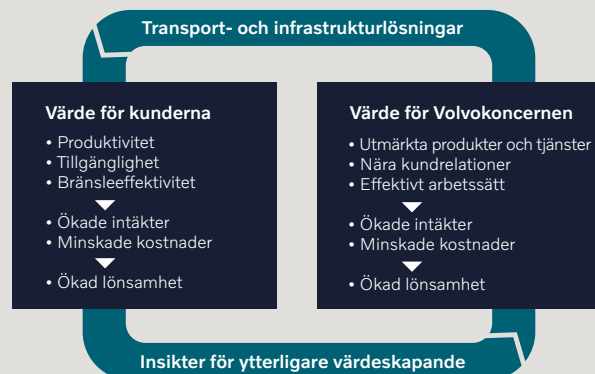 Transport- och infrastrukturlösningar
Värde för kunderna
• Produktivitet
• Tillgänglighet
• Bränsleeffektivitet
• Ökade intäkter
• Minskade kostnader
• Ökad lönsamhet
Värde för Volvokoncernen
• Utmärkta produkter och tjänster
• Nära kundrelationer
• Effektivt arbetssätt
• Ökade intäkter
• Minskade kostnader
• Ökad lönsamhet
Insikter för ytterligare värdeskapande